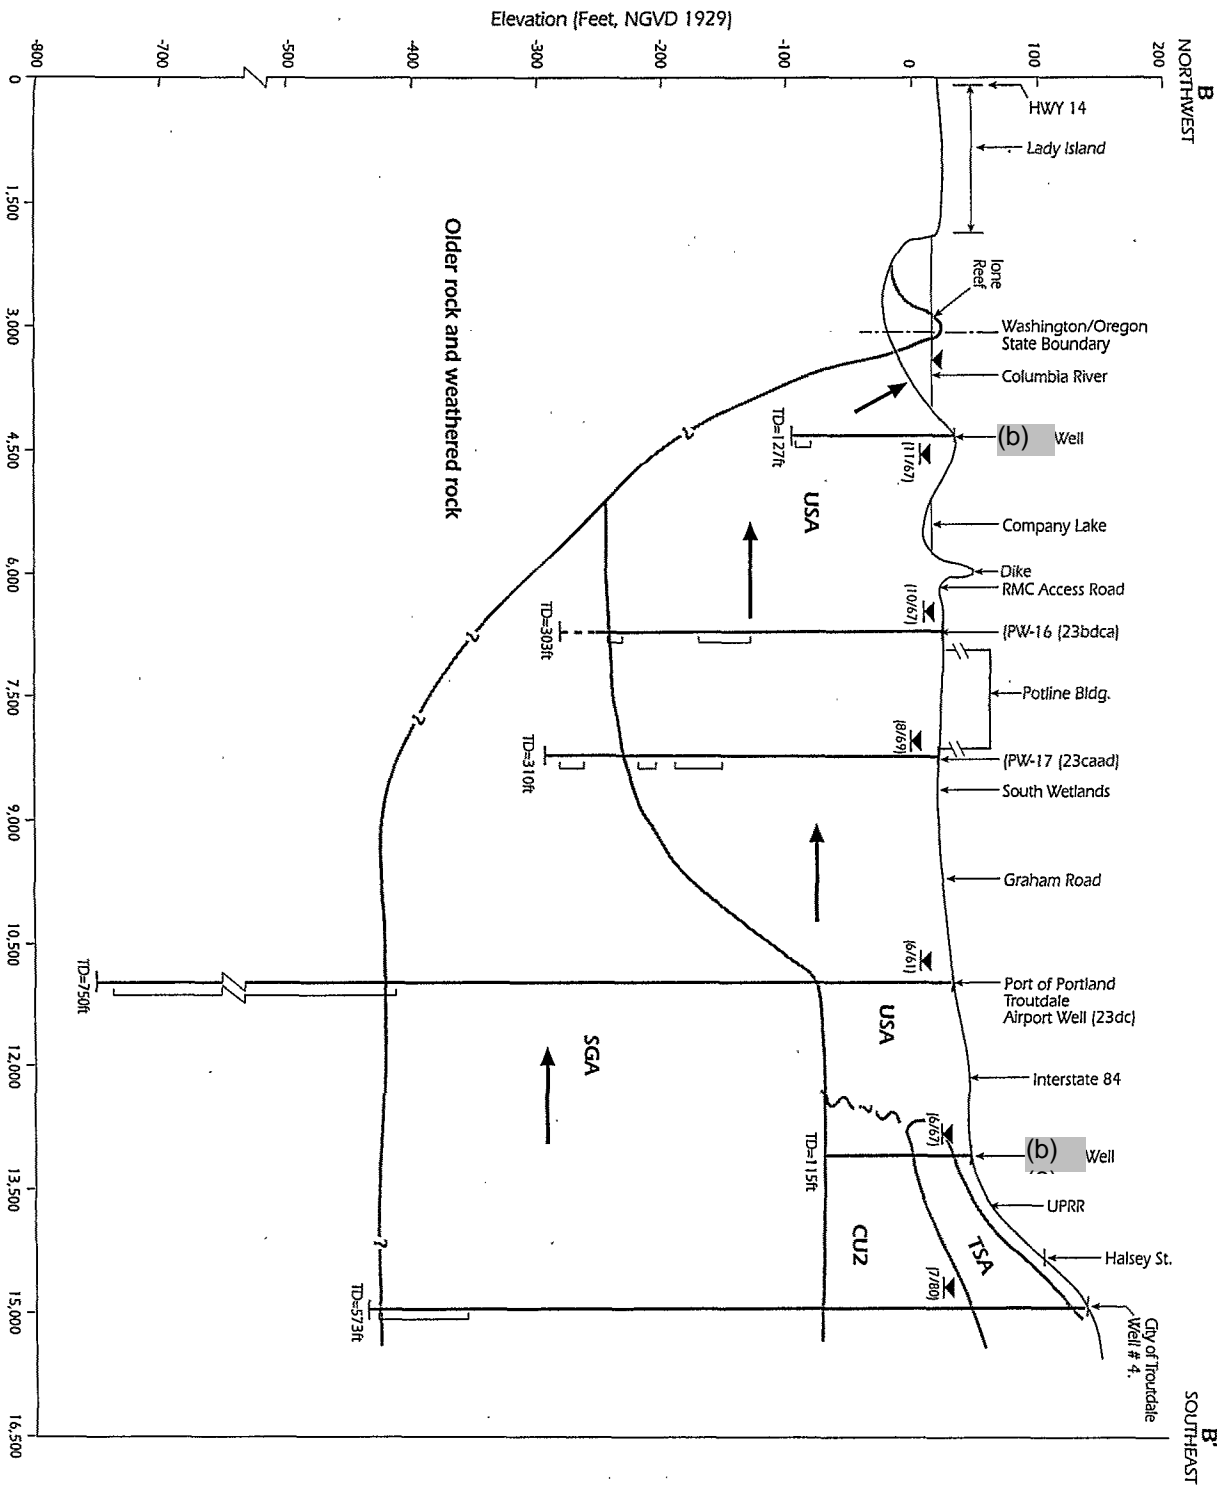 Elevation (Feet, NGVD 1929)
-800
-700
-500
-400
-300
-200
-100
0
100
200
B
NORTHWEST
0
1,500
3,000
4,500
6,000
7,500
9,000
10,500
12,000
13,500
15,000
16,500
HWY 14
Lady Island
Ione
Reef
Washington/Oregon
State Boundary
Columbia River
(b) Well
Company Lake
Dike
RMC Access Road
(PW-16 (23bdca)
Potline Bldg.
(PW-17 (23caad)
South Wetlands
Graham Road
Port of Portland
Troutdale
Airport Well (23dc)
Interstate 84
(b) Well
UPRR
Halsey St.
City of Troutdale
Well # 4.
Older rock and weathered rock
?
?
?
?
?
TD=127ft
(11/67)
USA
(10/67)
TD=303ft
(8/69)
TD=310ft
(6/61)
TD=750ft
USA
SGA
(6/67)
TD=115ft
CU2
TSA
(7/80)
TD=573ft
B'
SOUTHEAST